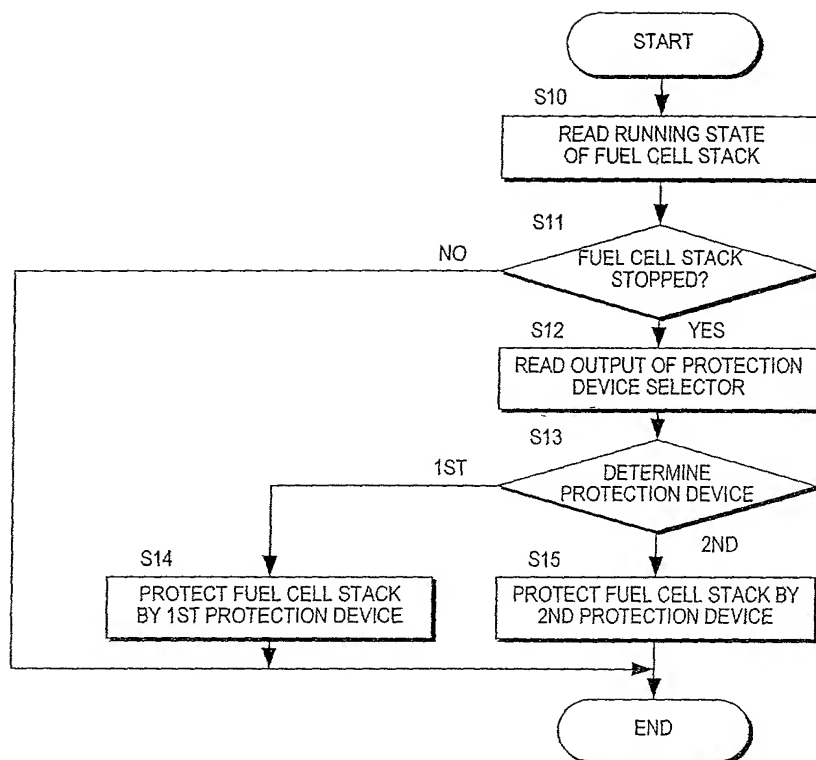 START
S10
READ RUNNING STATE
OF FUEL CELL STACK
S11
NO
FUEL CELL STACK
STOPPED?
S12
YES
READ OUTPUT OF PROTECTION
DEVICE SELECTOR
S13
1ST
DETERMINE
PROTECTION DEVICE
2ND
S14
S15
PROTECT FUEL CELL STACK
BY 1ST PROTECTION DEVICE
PROTECT FUEL CELL STACK BY
2ND PROTECTION DEVICE
END